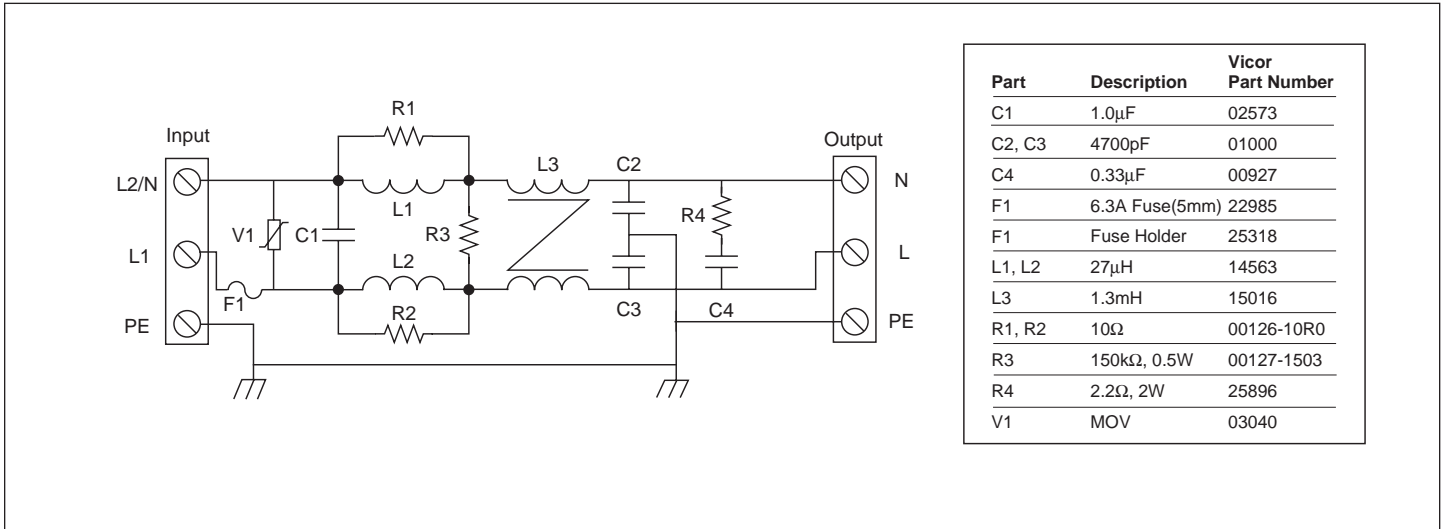 R1
Input
Output
L3
C2
L2/N
N
L1
R4
V1
C1
R3
L1
L2
L
F1
C3
C4
R2
PE
PE
Part Description Vicor Part Number
C1 1.0μF 02573
C2, C3 4700pF 01000
C4 0.33μF 00927
F1 6.3A Fuse(5mm) 22985
F1 Fuse Holder 25318
L1, L2 27μH 14563
L3 1.3mH 15016
R1, R2 10Ω 00126-10R0
R3 150kΩ, 0.5W 00127-1503
R4 2.2Ω, 2W 25896
V1 MOV 03040